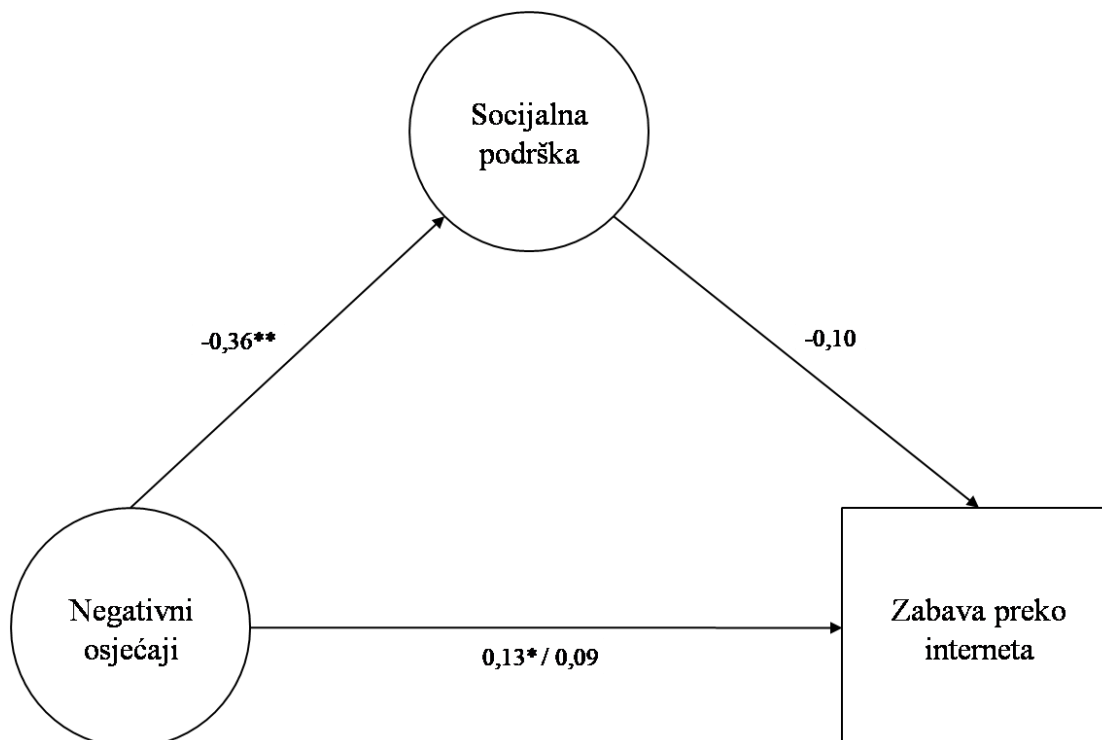 Socijalna
podrška
-0,36**
-0,10
Negativni
osjećaji
0,13* / 0,09
Zabava preko
interneta